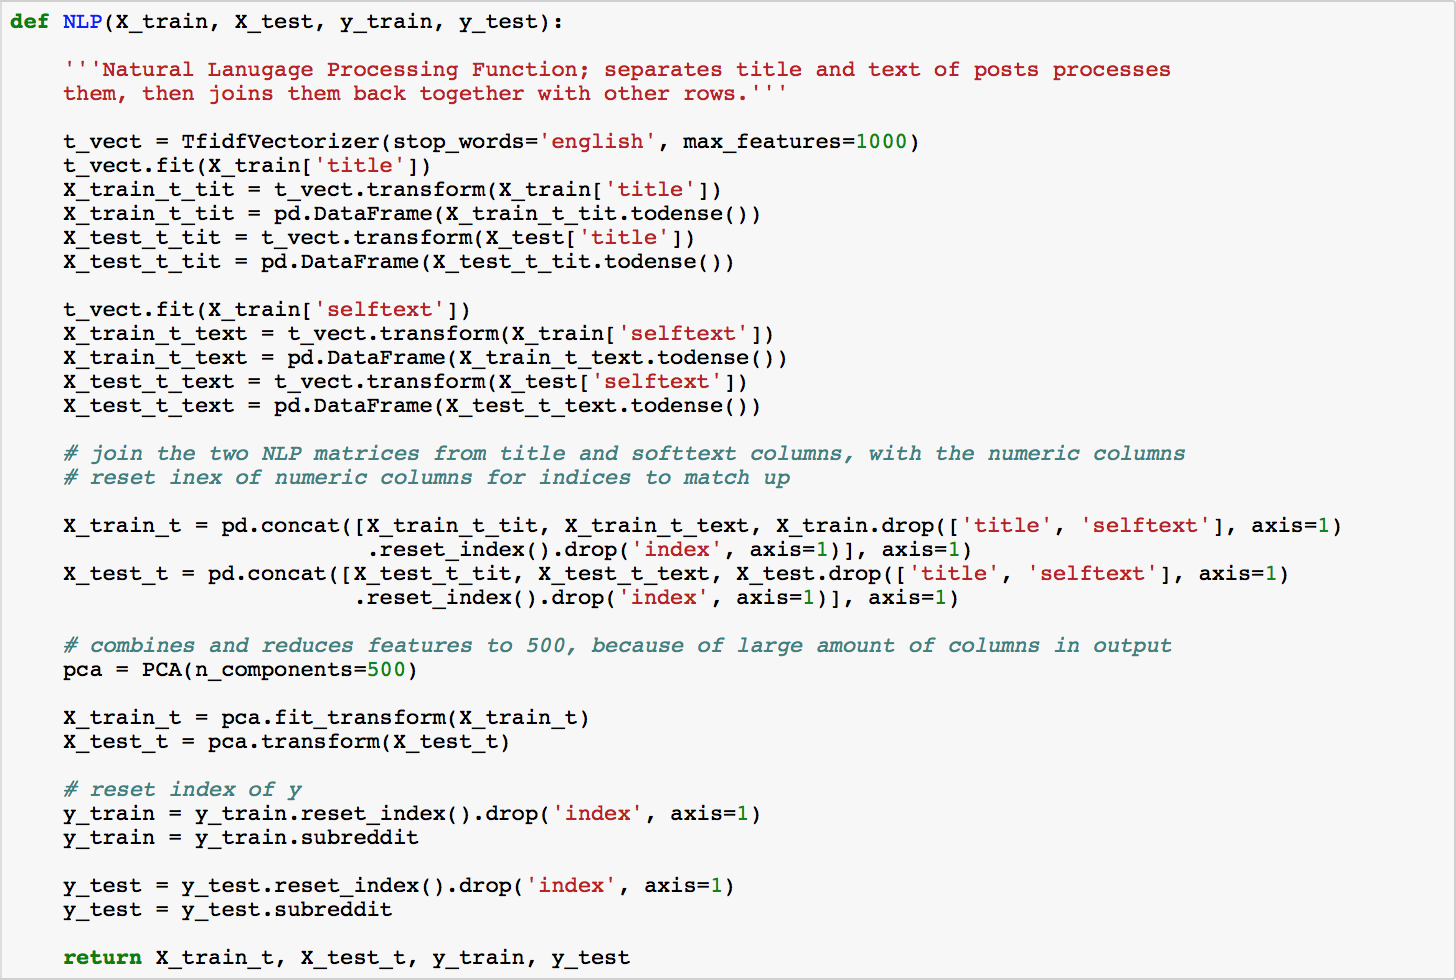 def NLP(X_train, X_test, y_train, y_test):
'''Natural Lanugage Processing Function; separates title and text of posts processes
them, then joins them back together with other rows.'''
t_vect = TfidfVectorizer(stop_words='english', max_features=1000)
t_vect.fit(X_train['title'])
X_train_t_tit = t_vect.transform(X_train['title'])
X_train_t_tit = pd.DataFrame(X_train_t_tit.todense())
X_test_t_tit = t_vect.transform(X_test['title'])
X_test_t_tit = pd.DataFrame(X_test_t_tit.todense())
t_vect.fit(X_train['selftext'])
X_train_t_text = t_vect.transform(X_train['selftext'])
X_train_t_text = pd.DataFrame(X_train_t_text.todense())
X_test_t_text = t_vect.transform(X_test['selftext'])
X_test_t_text = pd.DataFrame(X_test_t_text.todense())
# join the two NLP matrices from title and softtext columns, with the numeric columns
# reset inex of numeric columns for indices to match up
X_train_t = pd.concat([X_train_t_tit, X_train_t_text, X_train.drop(['title', 'selftext'], axis=1)
.reset_index().drop('index', axis=1)], axis=1)
X_test_t = pd.concat([X_test_t_tit, X_test_t_text, X_test.drop(['title', 'selftext'], axis=1)
.reset_index().drop('index', axis=1)], axis=1)
# combines and reduces features to 500, because of large amount of columns in output
pca = PCA(n_components=500)
X_train_t = pca.fit_transform(X_train_t)
X_test_t = pca.transform(X_test_t)
# reset index of y
y_train = y_train.reset_index().drop('index', axis=1)
y_train = y_train.subreddit
y_test = y_test.reset_index().drop('index', axis=1)
y_test = y_test.subreddit
return X_train_t, X_test_t, y_train, y_test